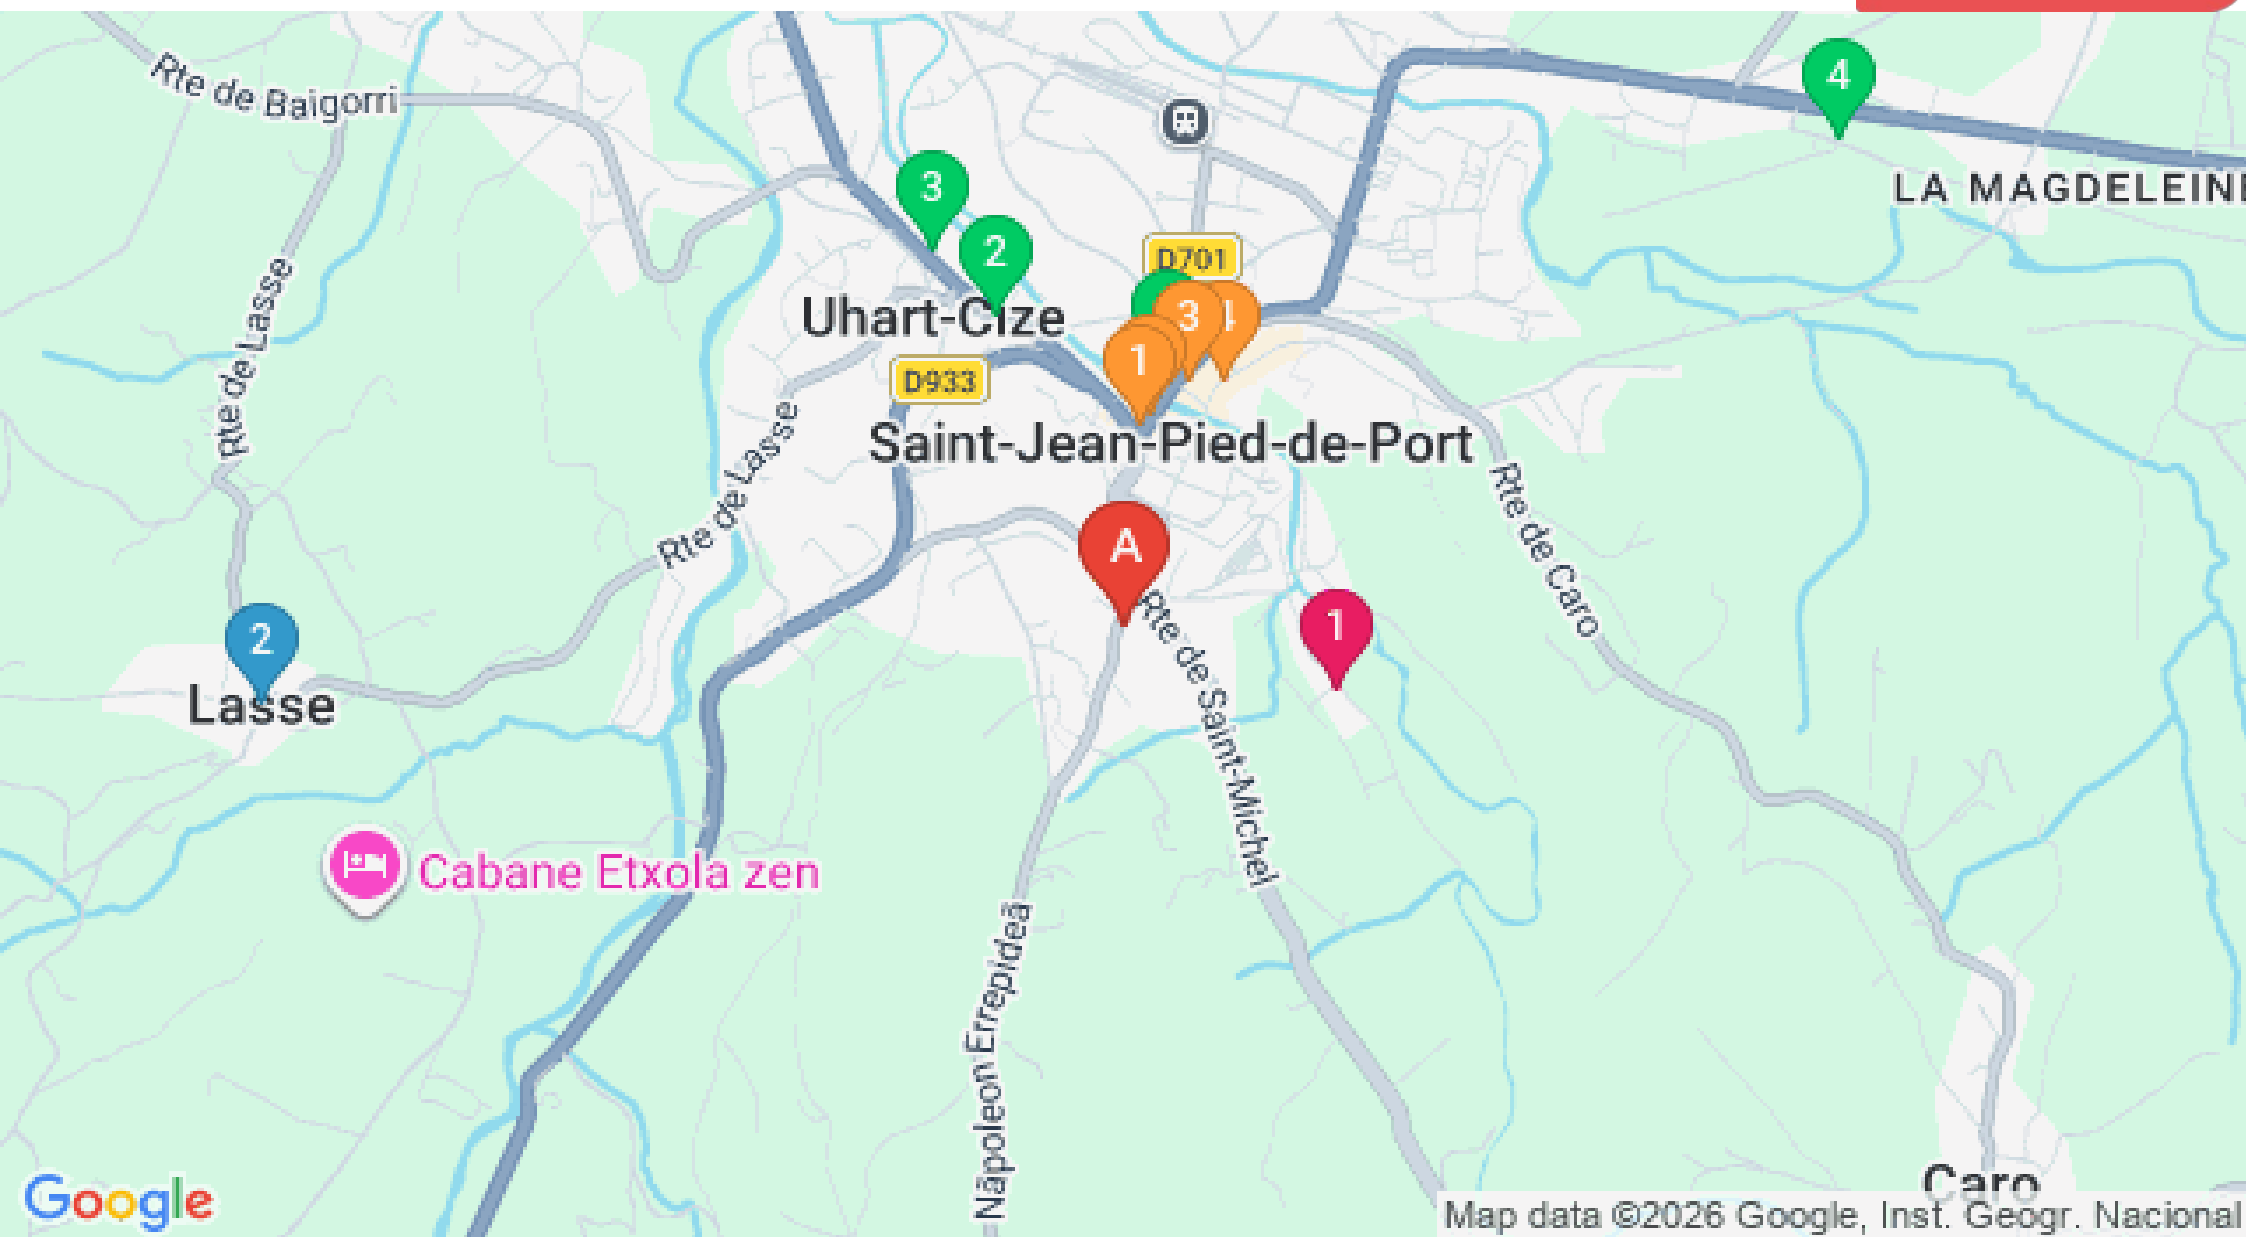 4
Rte de Baigorri
3
LA MAGDELEINE
2
D701
Uhart-Cize
3
4
1
D933
Rte de Lasse
Saint-Jean-Pied-de-Port
Rte de Lasse
Rte de Caro
A
Rte de Saint-Michel
1
2
Lasse
Cabane Etxola zen
Napoleon Errepidea
Caro
Google
Map data ©2026 Google, Inst. Geogr. Nacional